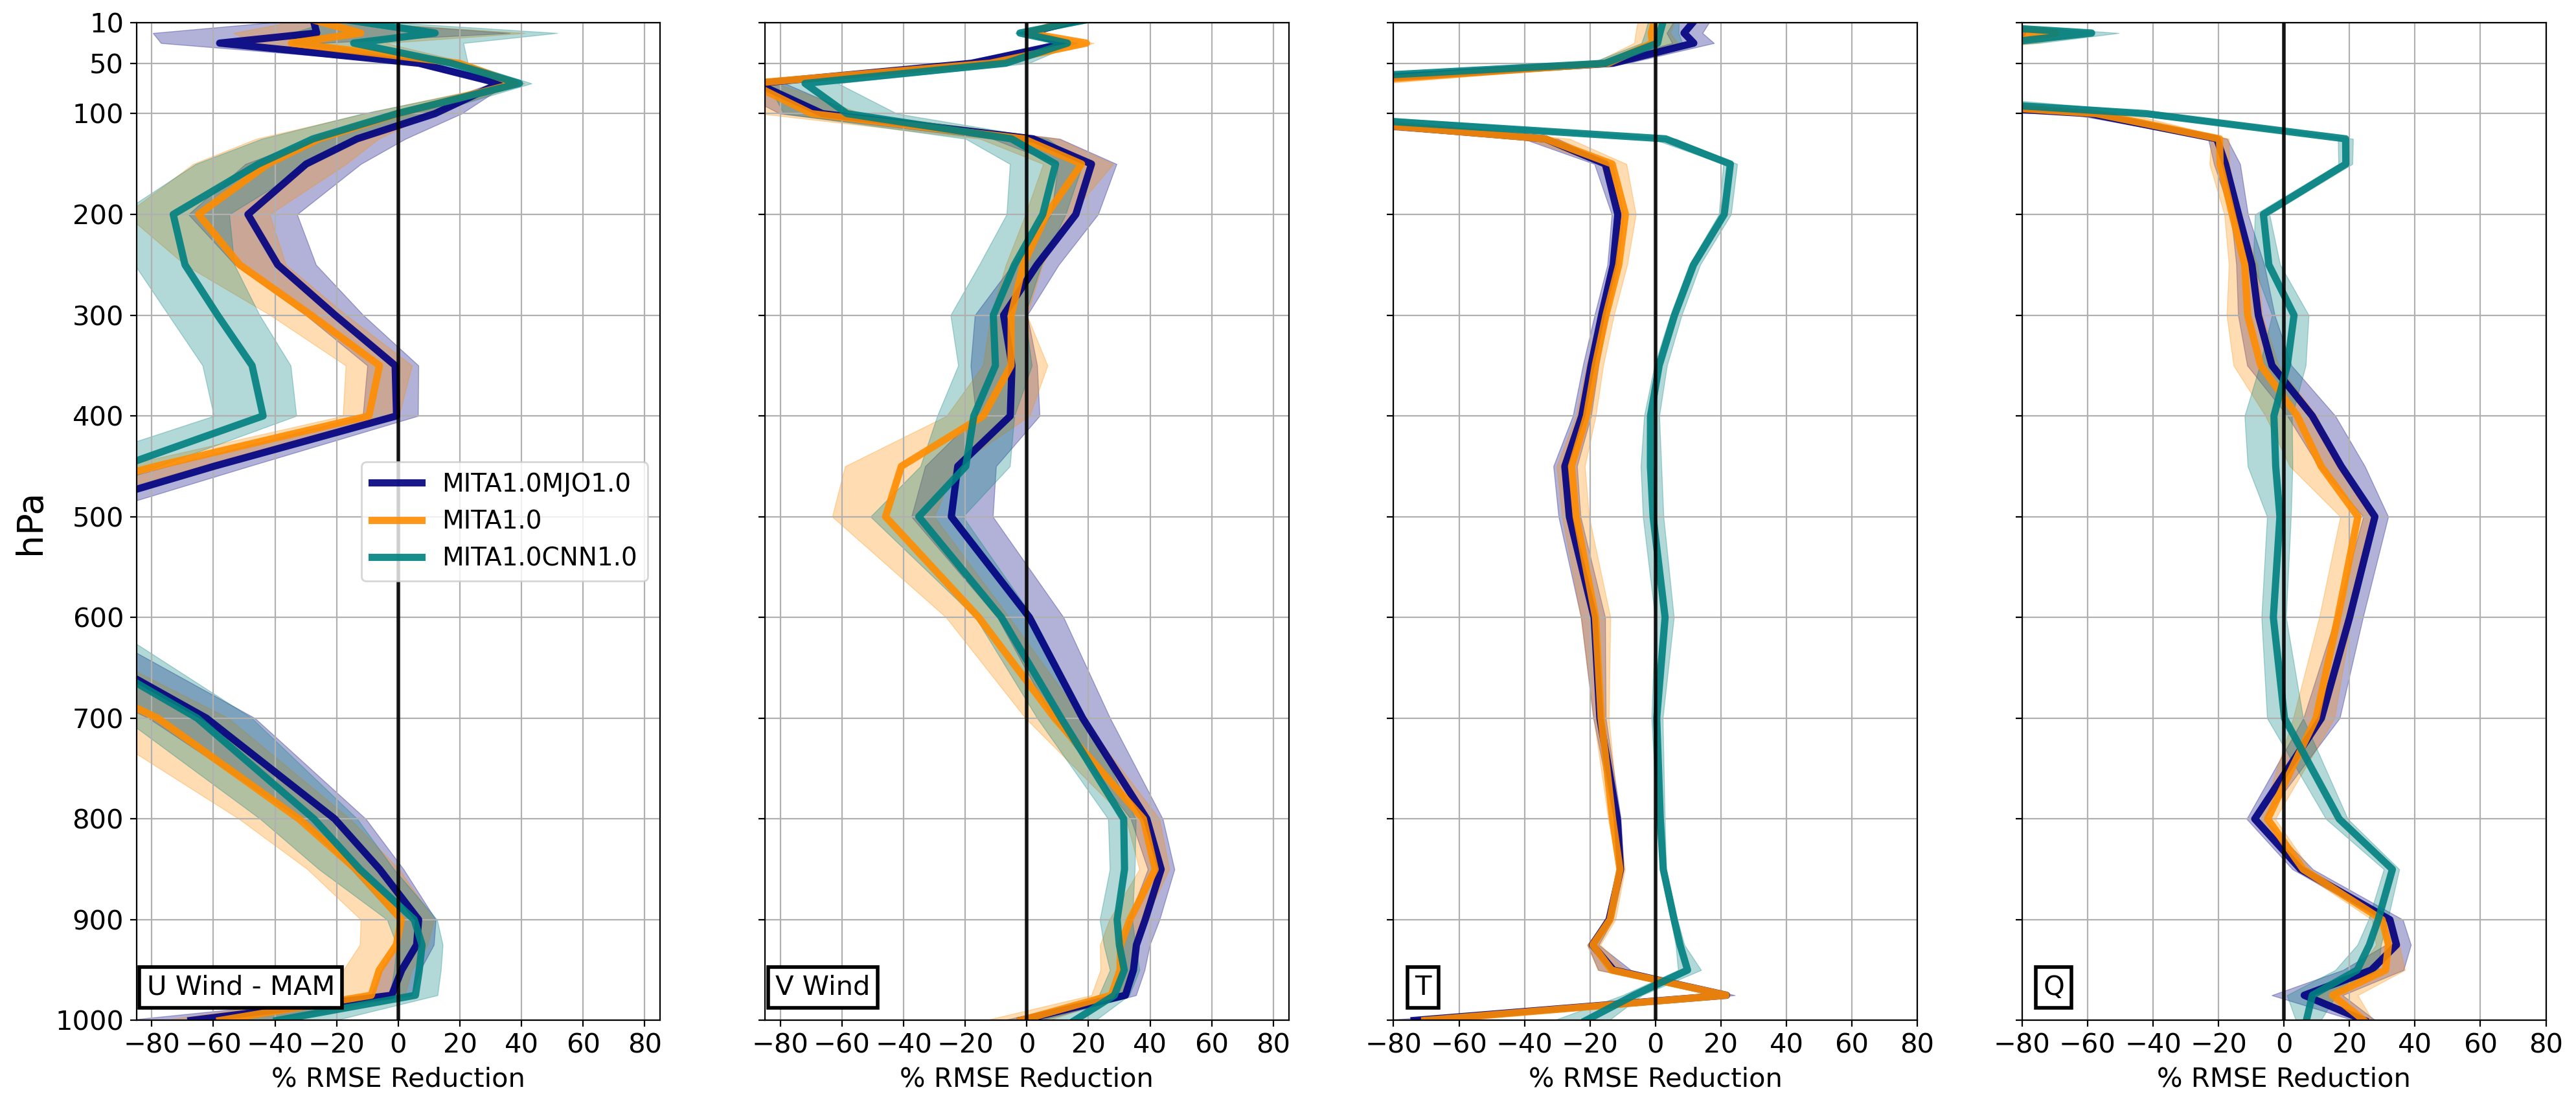 hPa
10
50
100
200
300
400
500
600
700
800
900
1000
MITA1.0MJO1.0
MITA1.0
MITA1.0CNN1.0
U Wind - MAM
−80 −60 −40 −20 0 20 40 60 80
% RMSE Reduction
V Wind
−80 −60 −40 −20 0 20 40 60 80
% RMSE Reduction
T
−80 −60 −40 −20 0 20 40 60 80
% RMSE Reduction
Q
−80 −60 −40 −20 0 20 40 60 80
% RMSE Reduction